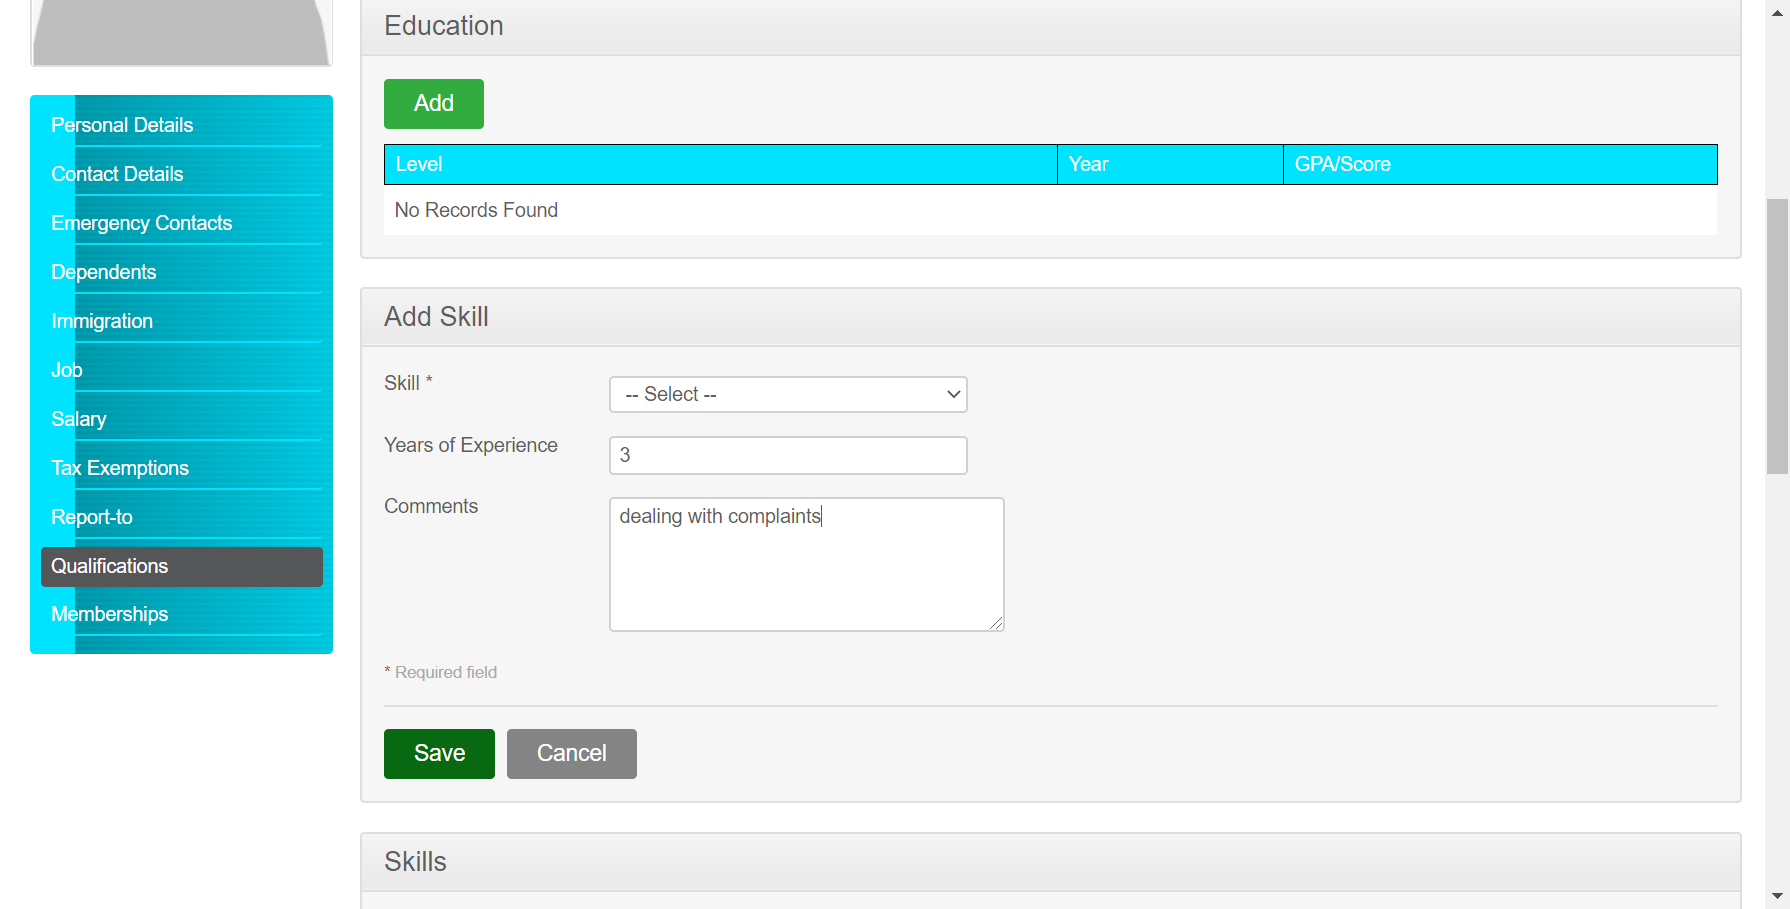 Personal Details
Contact Details
Emergency Contacts
Dependents
Immigration
Job
Salary
Tax Exemptions
Report-to
Qualifications
Memberships
Education
Add
Level Year GPA/Score
No Records Found
Add Skill
Skill *
-- Select --
Years of Experience
3
Comments
dealing with complaints
* Required field
Save Cancel
Skills